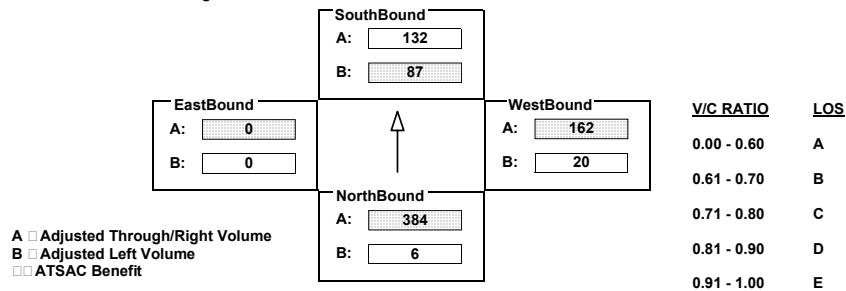 SouthBound
A: 132
B: 87
EastBound
A: 0
B: 0
WestBound
A: 162
B: 20
NorthBound
A: 384
B: 6
V/C RATIO LOS
0.00 - 0.60 A
0.61 - 0.70 B
0.71 - 0.80 C
0.81 - 0.90 D
0.91 - 1.00 E
A □ Adjusted Through/Right Volume
B □ Adjusted Left Volume
□□ ATSAC Benefit